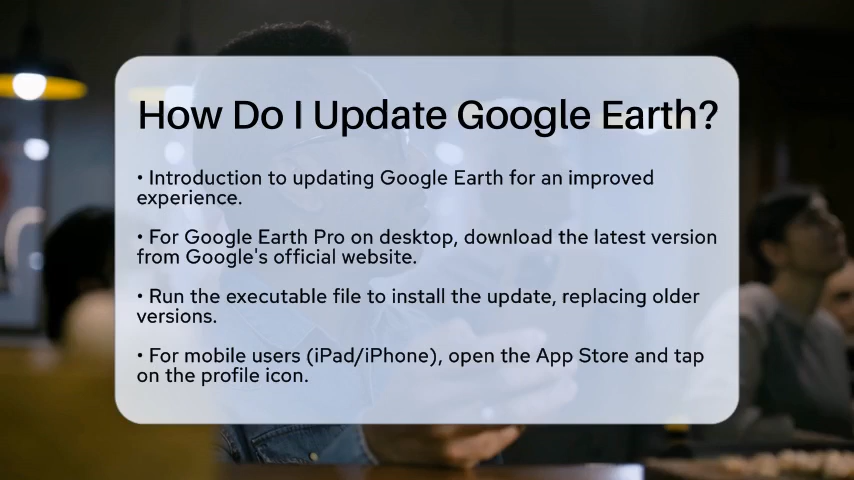 How Do I Update Google Earth?
• Introduction to updating Google Earth for an improved
experience.
• For Google Earth Pro on desktop, download the latest version
from Google's official website.
• Run the executable file to install the update, replacing older
versions.
• For mobile users (iPad/iPhone), open the App Store and tap
on the profile icon.